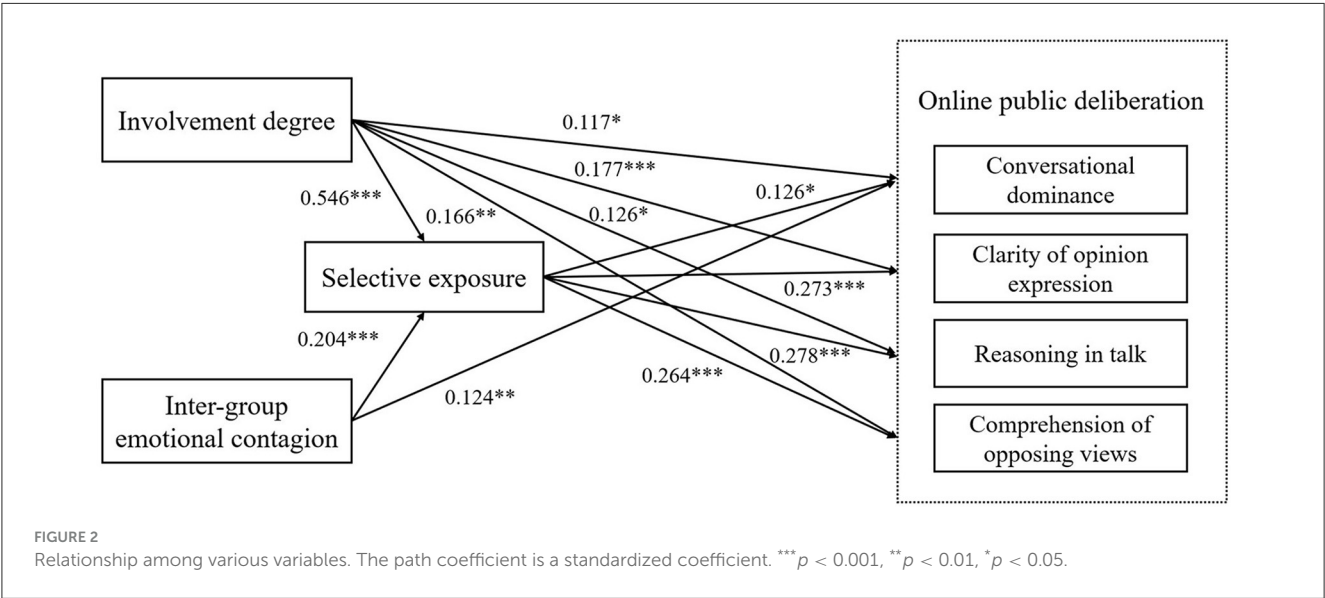 Involvement degree
Online public deliberation
0.117*
0.177***
Conversational
dominance
0.126*
0.546***
0.166**
0.126*
Clarity of opinion
expression
Selective exposure
0.273***
0.204***
Reasoning in talk
0.278***
0.264***
0.124**
Inter-group
emotional contagion
Comprehension of
opposing views
FIGURE 2
Relationship among various variables. The path coefficient is a standardized coefficient. ***p < 0.001, **p < 0.01, *p < 0.05.